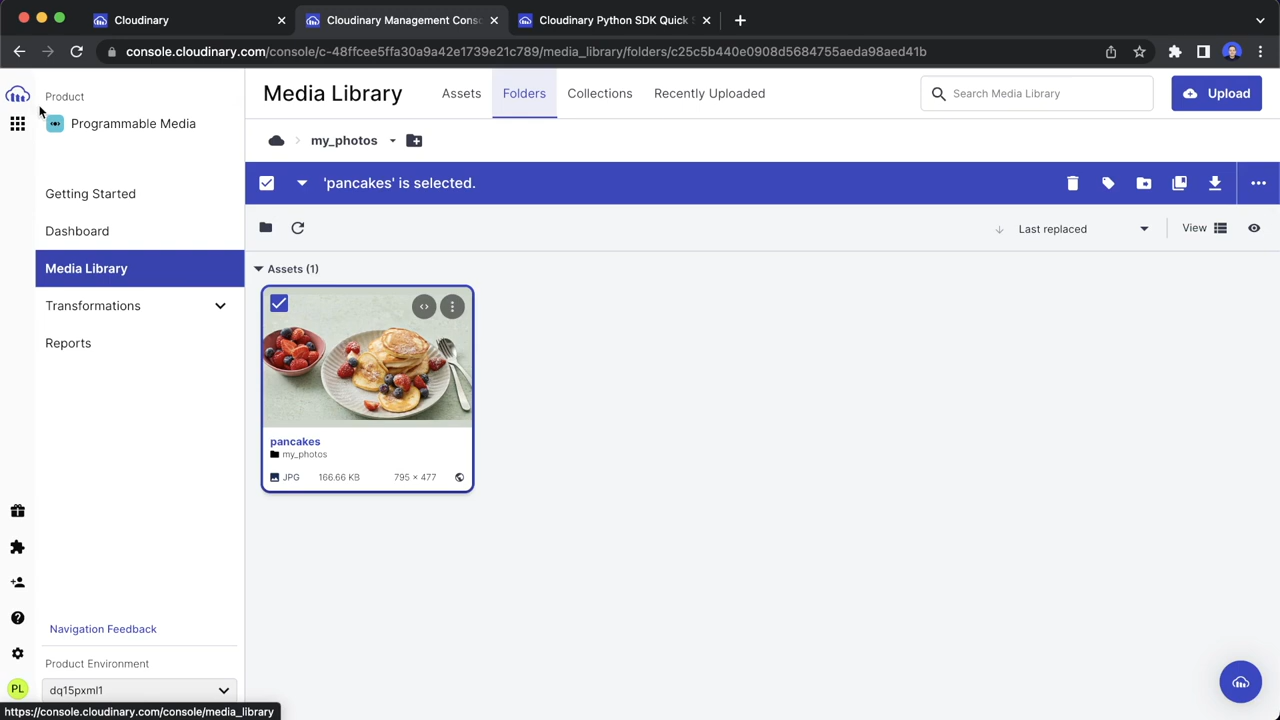 Cloudinary
Cloudinary Management Conso
Cloudinary Python SDK Quick S
console.cloudinary.com/console/c-48ffcee5ffa30a9a42e1739e21c789/media_library/folders/c25c5b440e0908d5684755aeda98aed41b
Product
Programmable Media
Getting Started
Dashboard
Media Library
Transformations
Reports
Navigation Feedback
Product Environment
PL
dq15pxml1
https://console.cloudinary.com/console/media_library
Media Library
Assets
Folders
Collections
Recently Uploaded
Search Media Library
Upload
my_photos
'pancakes' is selected.
Last replaced
View
Assets (1)
pancakes
my_photos
JPG 166.66 KB 795 × 477